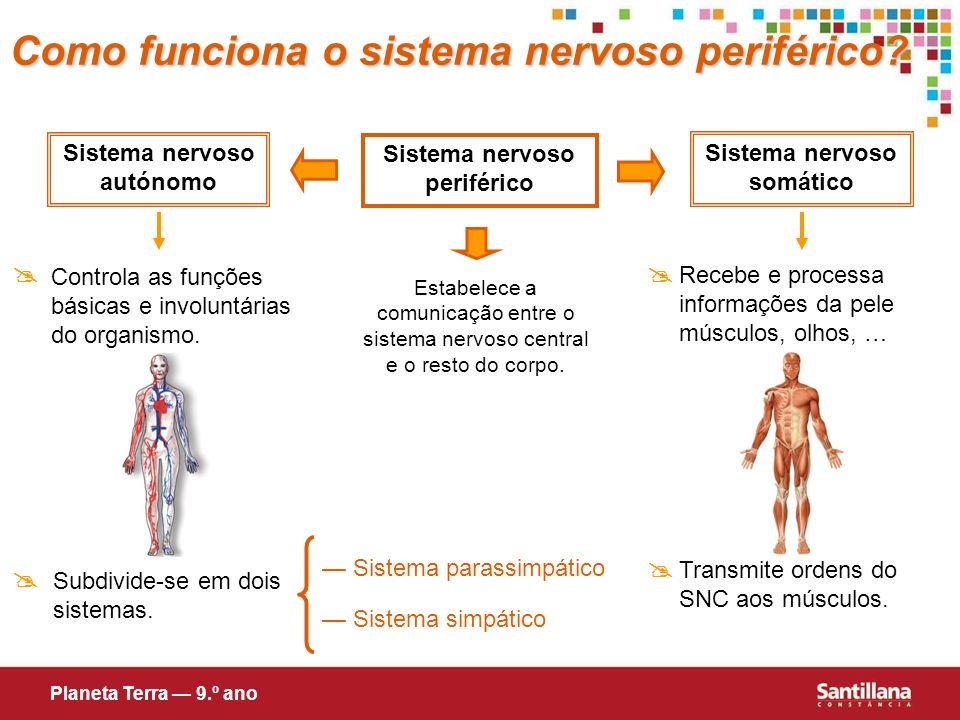 Como funciona o sistema nervoso periférico?
Sistema nervoso
autónomo
Sistema nervoso
periférico
Sistema nervoso
somático
Controla as funções
básicas e involuntárias
do organismo.
Estabelece a
comunicação entre o
sistema nervoso central
e o resto do corpo.
Recebe e processa
informações da pele
músculos, olhos, …
Subdivide-se em dois
sistemas.
— Sistema parassimpático
— Sistema simpático
Transmite ordens do
SNC aos músculos.
Planeta Terra — 9.º ano
Santillana
CONSTÂNCIA